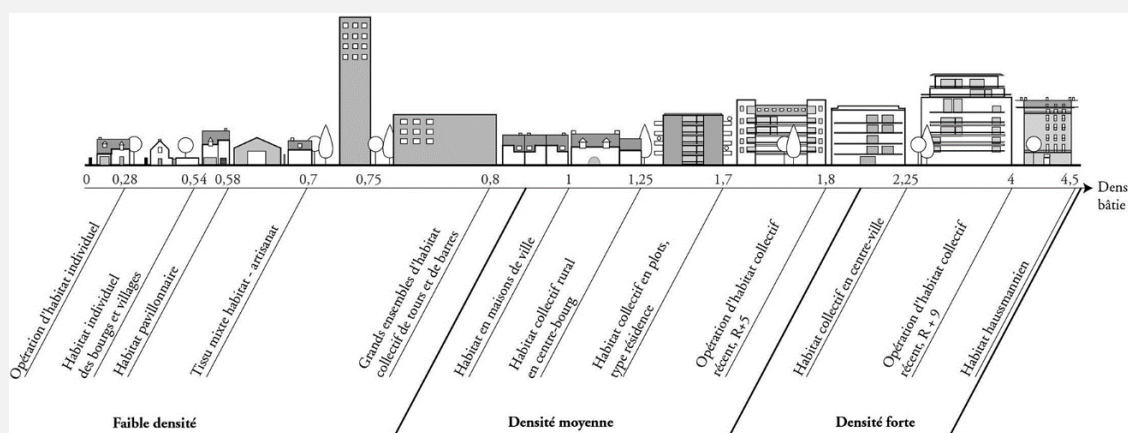 0
0,28
0,54
0,58
0,7
0,75
0,8
1
1,25
1,7
1,8
2,25
4
4,5
Dens
bâtie
Opération d'habitat individuel
Habitat individuel
des bourgs et villages
Habitat pavillonnaire
Tissu mixte habitat - artisanat
Grands ensembles d'habitat
collectif de tours et de barres
Habitat en maisons de ville
Habitat collectif rural
en centre-bourg
Habitat collectif en plots,
type résidence
Opération d'habitat collectif
récent, R+5
Habitat collectif en centre-ville
Opération d'habitat collectif
récent, R + 9
Habitat haussmannien
Faible densité
Densité moyenne
Densité forte